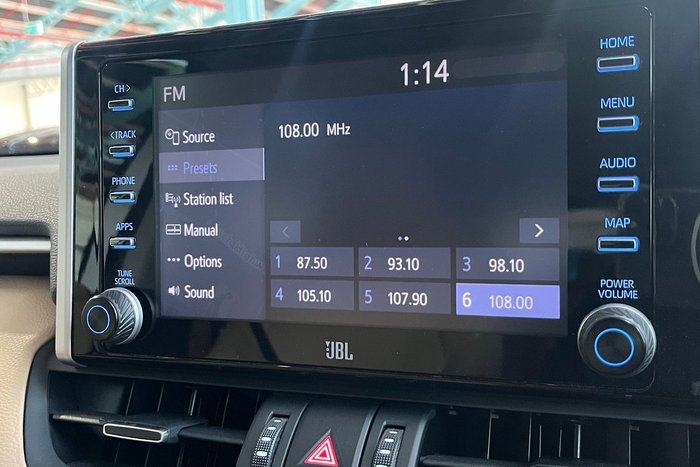 1:14
FM
CH>
<TRACK
PHONE
APPS
TUNE
SCROLL
Source
Presets
Station list
Manual
Options
Sound
108.00 MHz
<
>
1 87.50
2 93.10
3 98.10
4 105.10
5 107.90
6 108.00
HOME
MENU
AUDIO
MAP
POWER
VOLUME
JBL